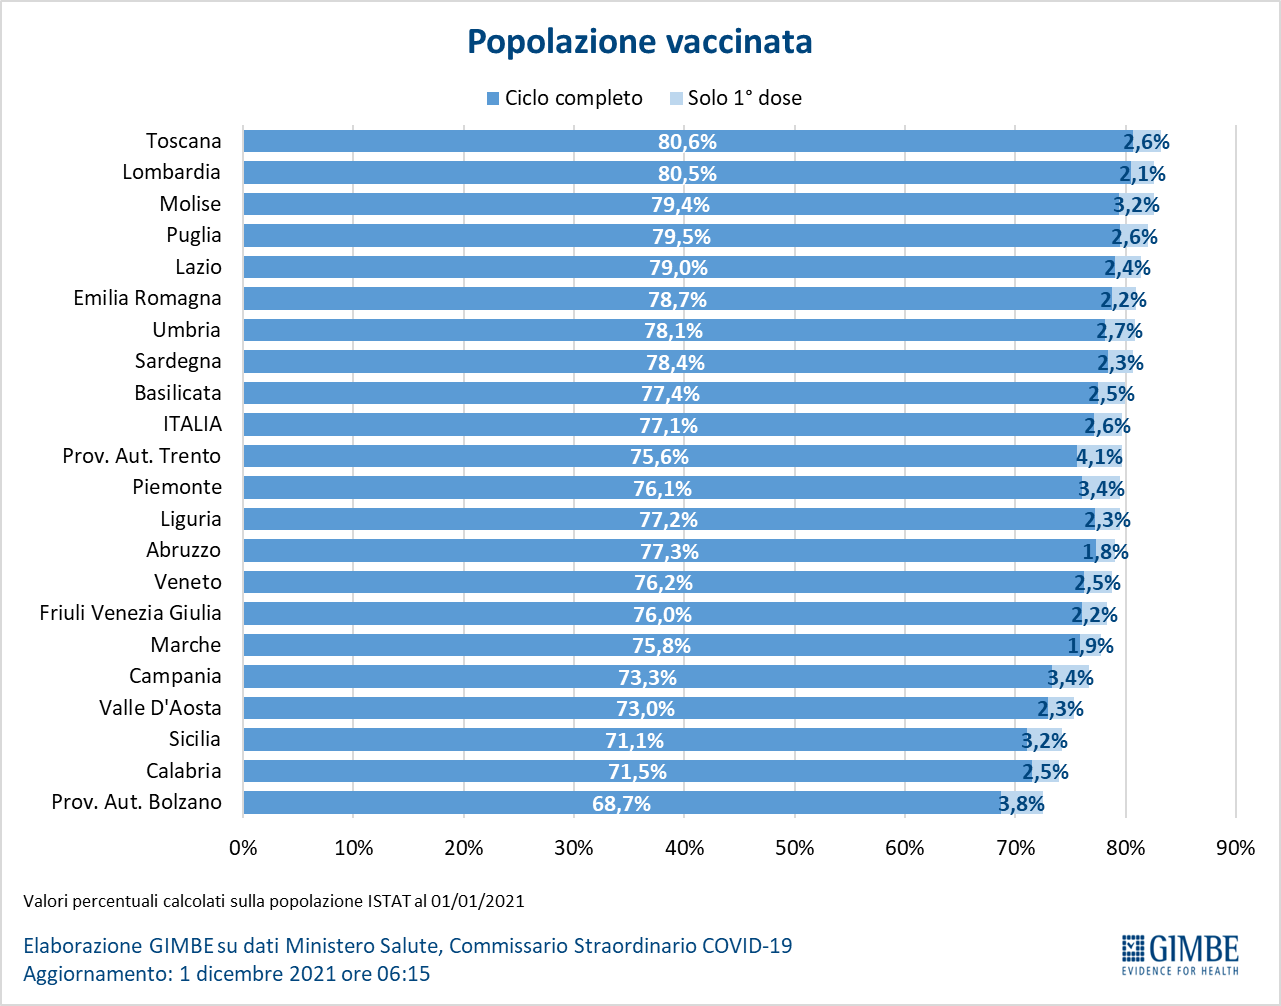 Popolazione vaccinata
Ciclo completo Solo 1° dose
Toscana 80,6% 2,6%
Lombardia 80,5% 2,1%
Molise 79,4% 3,2%
Puglia 79,5% 2,6%
Lazio 79,0% 2,4%
Emilia Romagna 78,7% 2,2%
Umbria 78,1% 2,7%
Sardegna 78,4% 2,3%
Basilicata 77,4% 2,5%
ITALIA 77,1% 2,6%
Prov. Aut. Trento 75,6% 4,1%
Piemonte 76,1% 3,4%
Liguria 77,2% 2,3%
Abruzzo 77,3% 1,8%
Veneto 76,2% 2,5%
Friuli Venezia Giulia 76,0% 2,2%
Marche 75,8% 1,9%
Campania 73,3% 3,4%
Valle D'Aosta 73,0% 2,3%
Sicilia 71,1% 3,2%
Calabria 71,5% 2,5%
Prov. Aut. Bolzano 68,7% 3,8%
0% 10% 20% 30% 40% 50% 60% 70% 80% 90%
Valori percentuali calcolati sulla popolazione ISTAT al 01/01/2021
Elaborazione GIMBE su dati Ministero Salute, Commissario Straordinario COVID-19
Aggiornamento: 1 dicembre 2021 ore 06:15
GIMBE
EVIDENCE FOR HEALTH